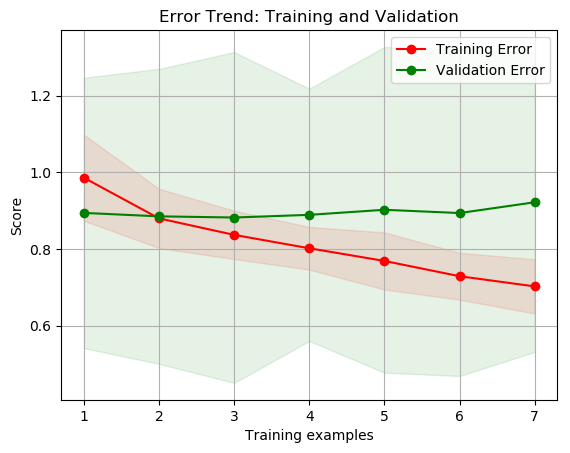 Error Trend: Training and Validation
Training Error
Validation Error
Score
1.2
1.0
0.8
0.6
1 2 3 4 5 6 7
Training examples